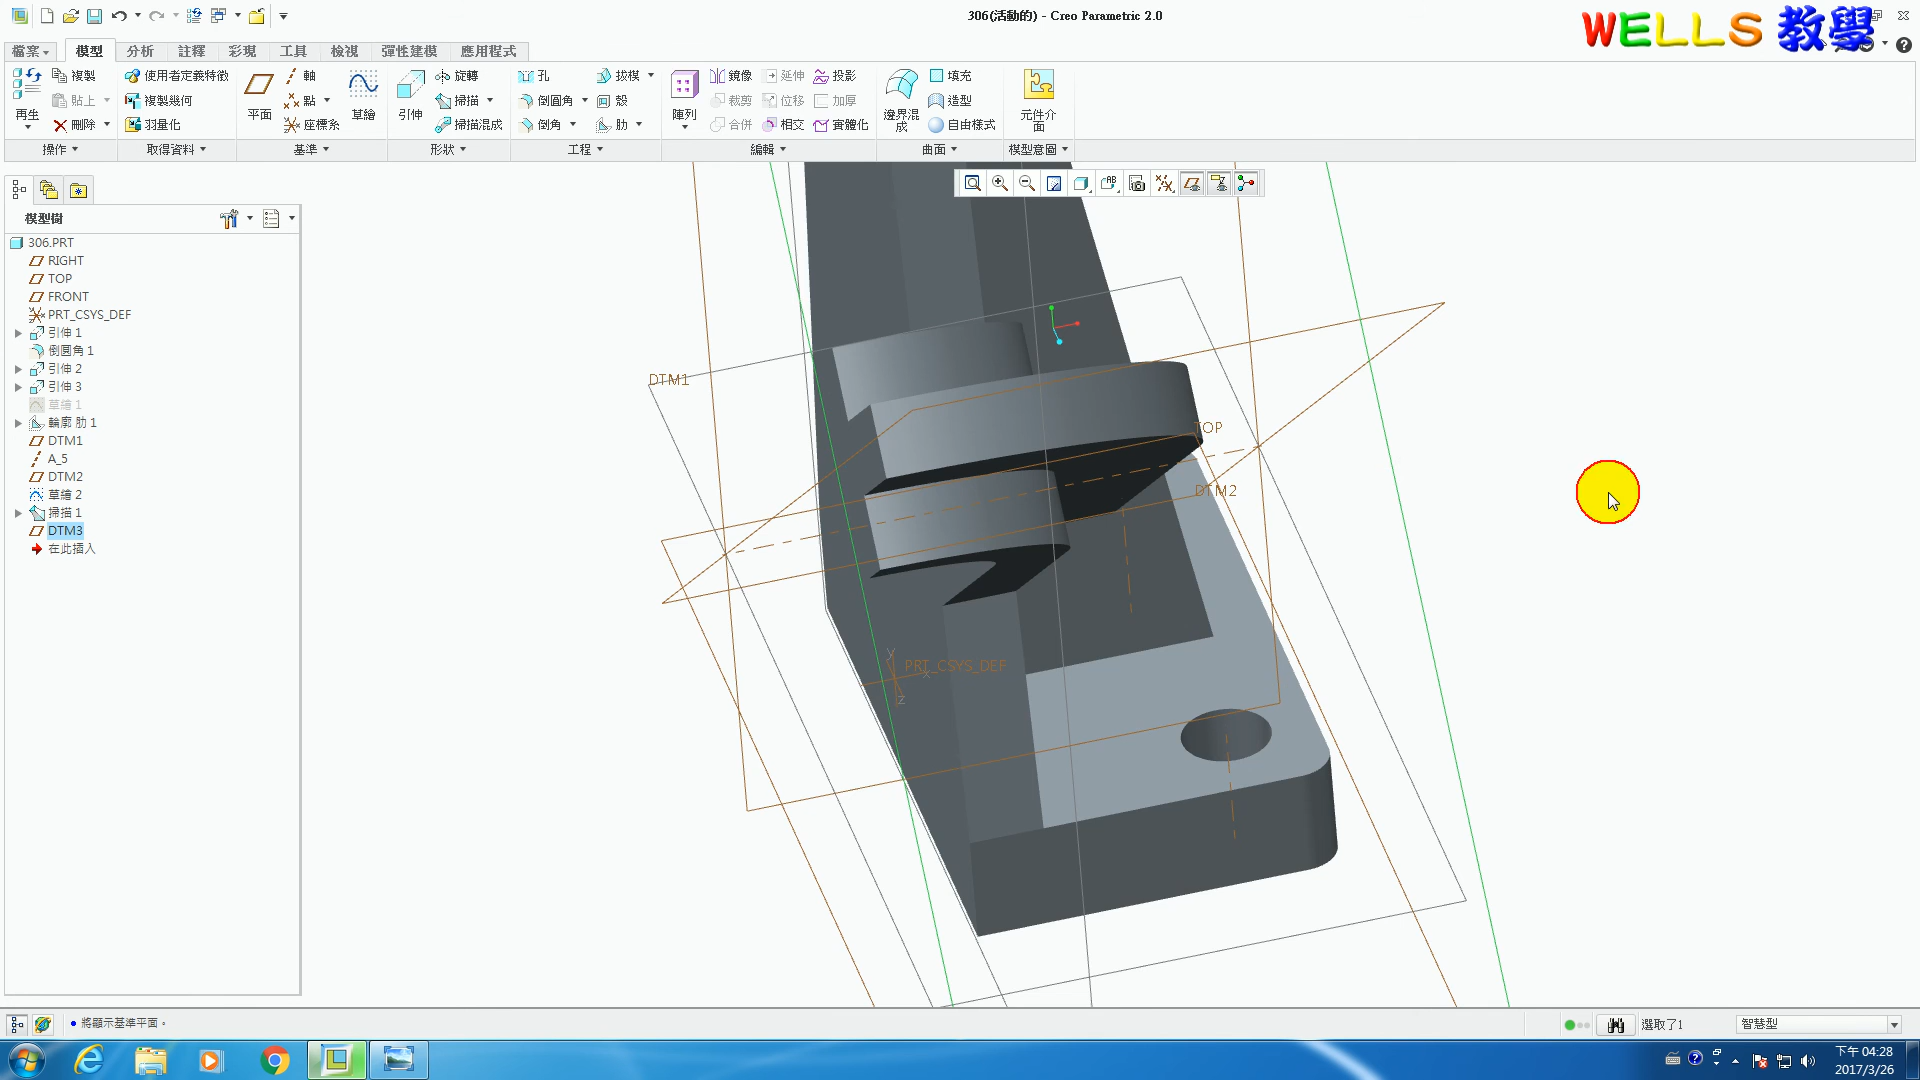 306(活動的) - Creo Parametric 2.0
WELLS 教學
檔案 模型 分析 註釋 彩現 工具 檢視 彈性建模 應用程式
再生
複製
貼上
刪除
使用者定義特徵
複製幾何
羽量化
平面
軸
點
座標系
草繪
引伸
旋轉
掃描
掃描混成
孔
倒圓角
倒角
拔模
殼
肋
陣列
鏡像
裁剪
合併
延伸
位移
相交
投影
加厚
實體化
邊界混成
填充
造型
自由樣式
元件介面
操作 取得資料 基準 形狀 工程 編輯 曲面 模型意圖
模型樹
306.PRT
RIGHT
TOP
FRONT
PRT_CSYS_DEF
引伸 1
倒圓角 1
引伸 2
引伸 3
草繪 1
輪廓 肋 1
DTM1
A_5
DTM2
草繪 2
掃描 1
DTM3
在此插入
DTM1
TOP
DTM2
PRT_CSYS_DEF
Y
X
Z
將顯示基準平面。
選取了1
智慧型
下午 04:28
2017/3/26